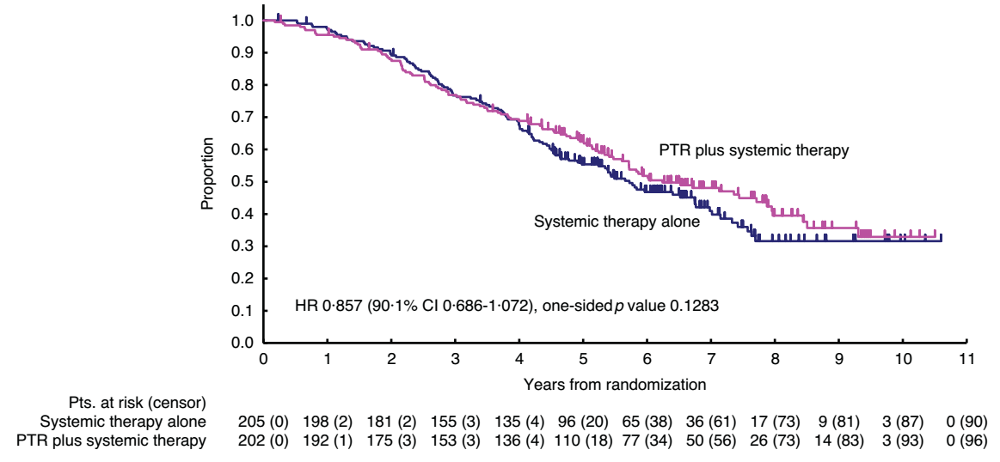 1.0
0.9
0.8
0.7
0.6
0.5
0.4
0.3
0.2
0.1
0.0
Proportion
PTR plus systemic therapy
Systemic therapy alone
HR 0·857 (90·1% CI 0·686-1·072), one-sided p value 0.1283
0 1 2 3 4 5 6 7 8 9 10 11
Years from randomization
Pts. at risk (censor)
Systemic therapy alone 205 (0) 198 (2) 181 (2) 155 (3) 135 (4) 96 (20) 65 (38) 36 (61) 17 (73) 9 (81) 3 (87) 0 (90)
PTR plus systemic therapy 202 (0) 192 (1) 175 (3) 153 (3) 136 (4) 110 (18) 77 (34) 50 (56) 26 (73) 14 (83) 3 (93) 0 (96)